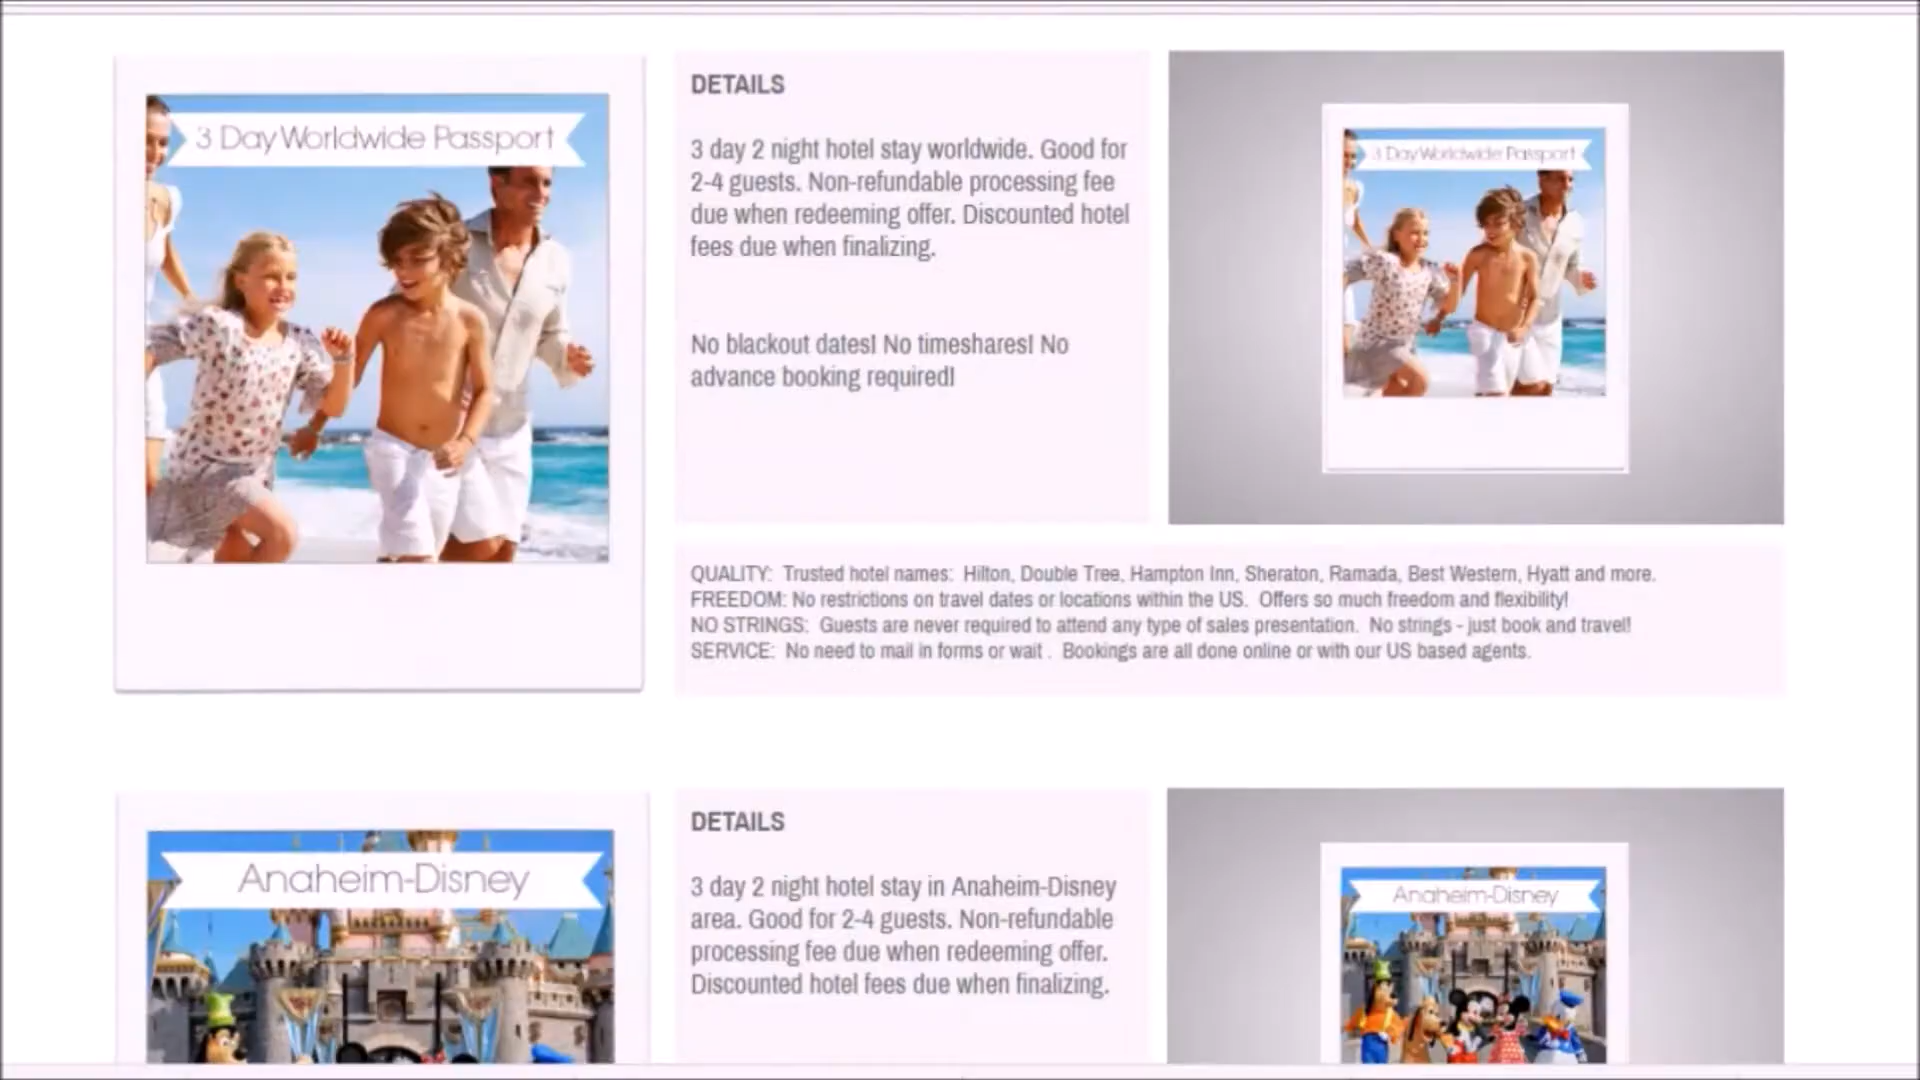 3 Day Worldwide Passport
DETAILS
3 day 2 night hotel stay worldwide. Good for
2-4 guests. Non-refundable processing fee
due when redeeming offer. Discounted hotel
fees due when finalizing.
No blackout dates! No timeshares! No
advance booking required!
3 Day Worldwide Passport
QUALITY: Trusted hotel names: Hilton, Double Tree, Hampton Inn, Sheraton, Ramada, Best Western, Hyatt and more.
FREEDOM: No restrictions on travel dates or locations within the US. Offers so much freedom and flexibility!
NO STRINGS: Guests are never required to attend any type of sales presentation. No strings - just book and travel!
SERVICE: No need to mail in forms or wait . Bookings are all done online or with our US based agents.
Anaheim-Disney
DETAILS
3 day 2 night hotel stay in Anaheim-Disney
area. Good for 2-4 guests. Non-refundable
processing fee due when redeeming offer.
Discounted hotel fees due when finalizing.
Anaheim-Disney